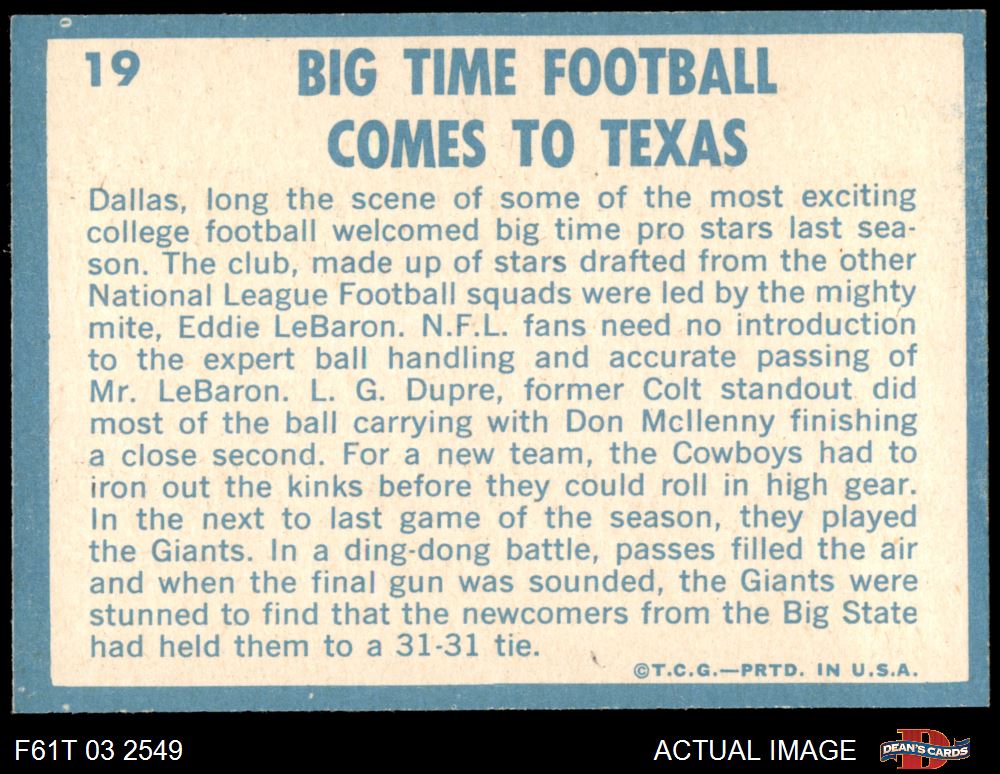 0
19
BIG TIME FOOTBALL
COMES TO TEXAS
Dallas, long the scene of some of the most exciting
college football welcomed big time pro stars last sea-
son. The club, made up of stars drafted from the other
National League Football squads were led by the mighty
mite, Eddie LeBaron. N.F.L. fans need no introduction
to the expert ball handling and accurate passing of
Mr. LeBaron. L. G. Dupre, former Colt standout did
most of the ball carrying with Don McIlenny finishing
a close second. For a new team, the Cowboys had to
iron out the kinks before they could roll in high gear.
In the next to last game of the season, they played
the Giants. In a ding-dong battle, passes filled the air
and when the final gun was sounded, the Giants were
stunned to find that the newcomers from the Big State
had held them to a 31-31 tie.
©T.C.G.—PRTD. IN U.S.A.
F61T 03 2549
ACTUAL IMAGE
DEAN'S CARDS